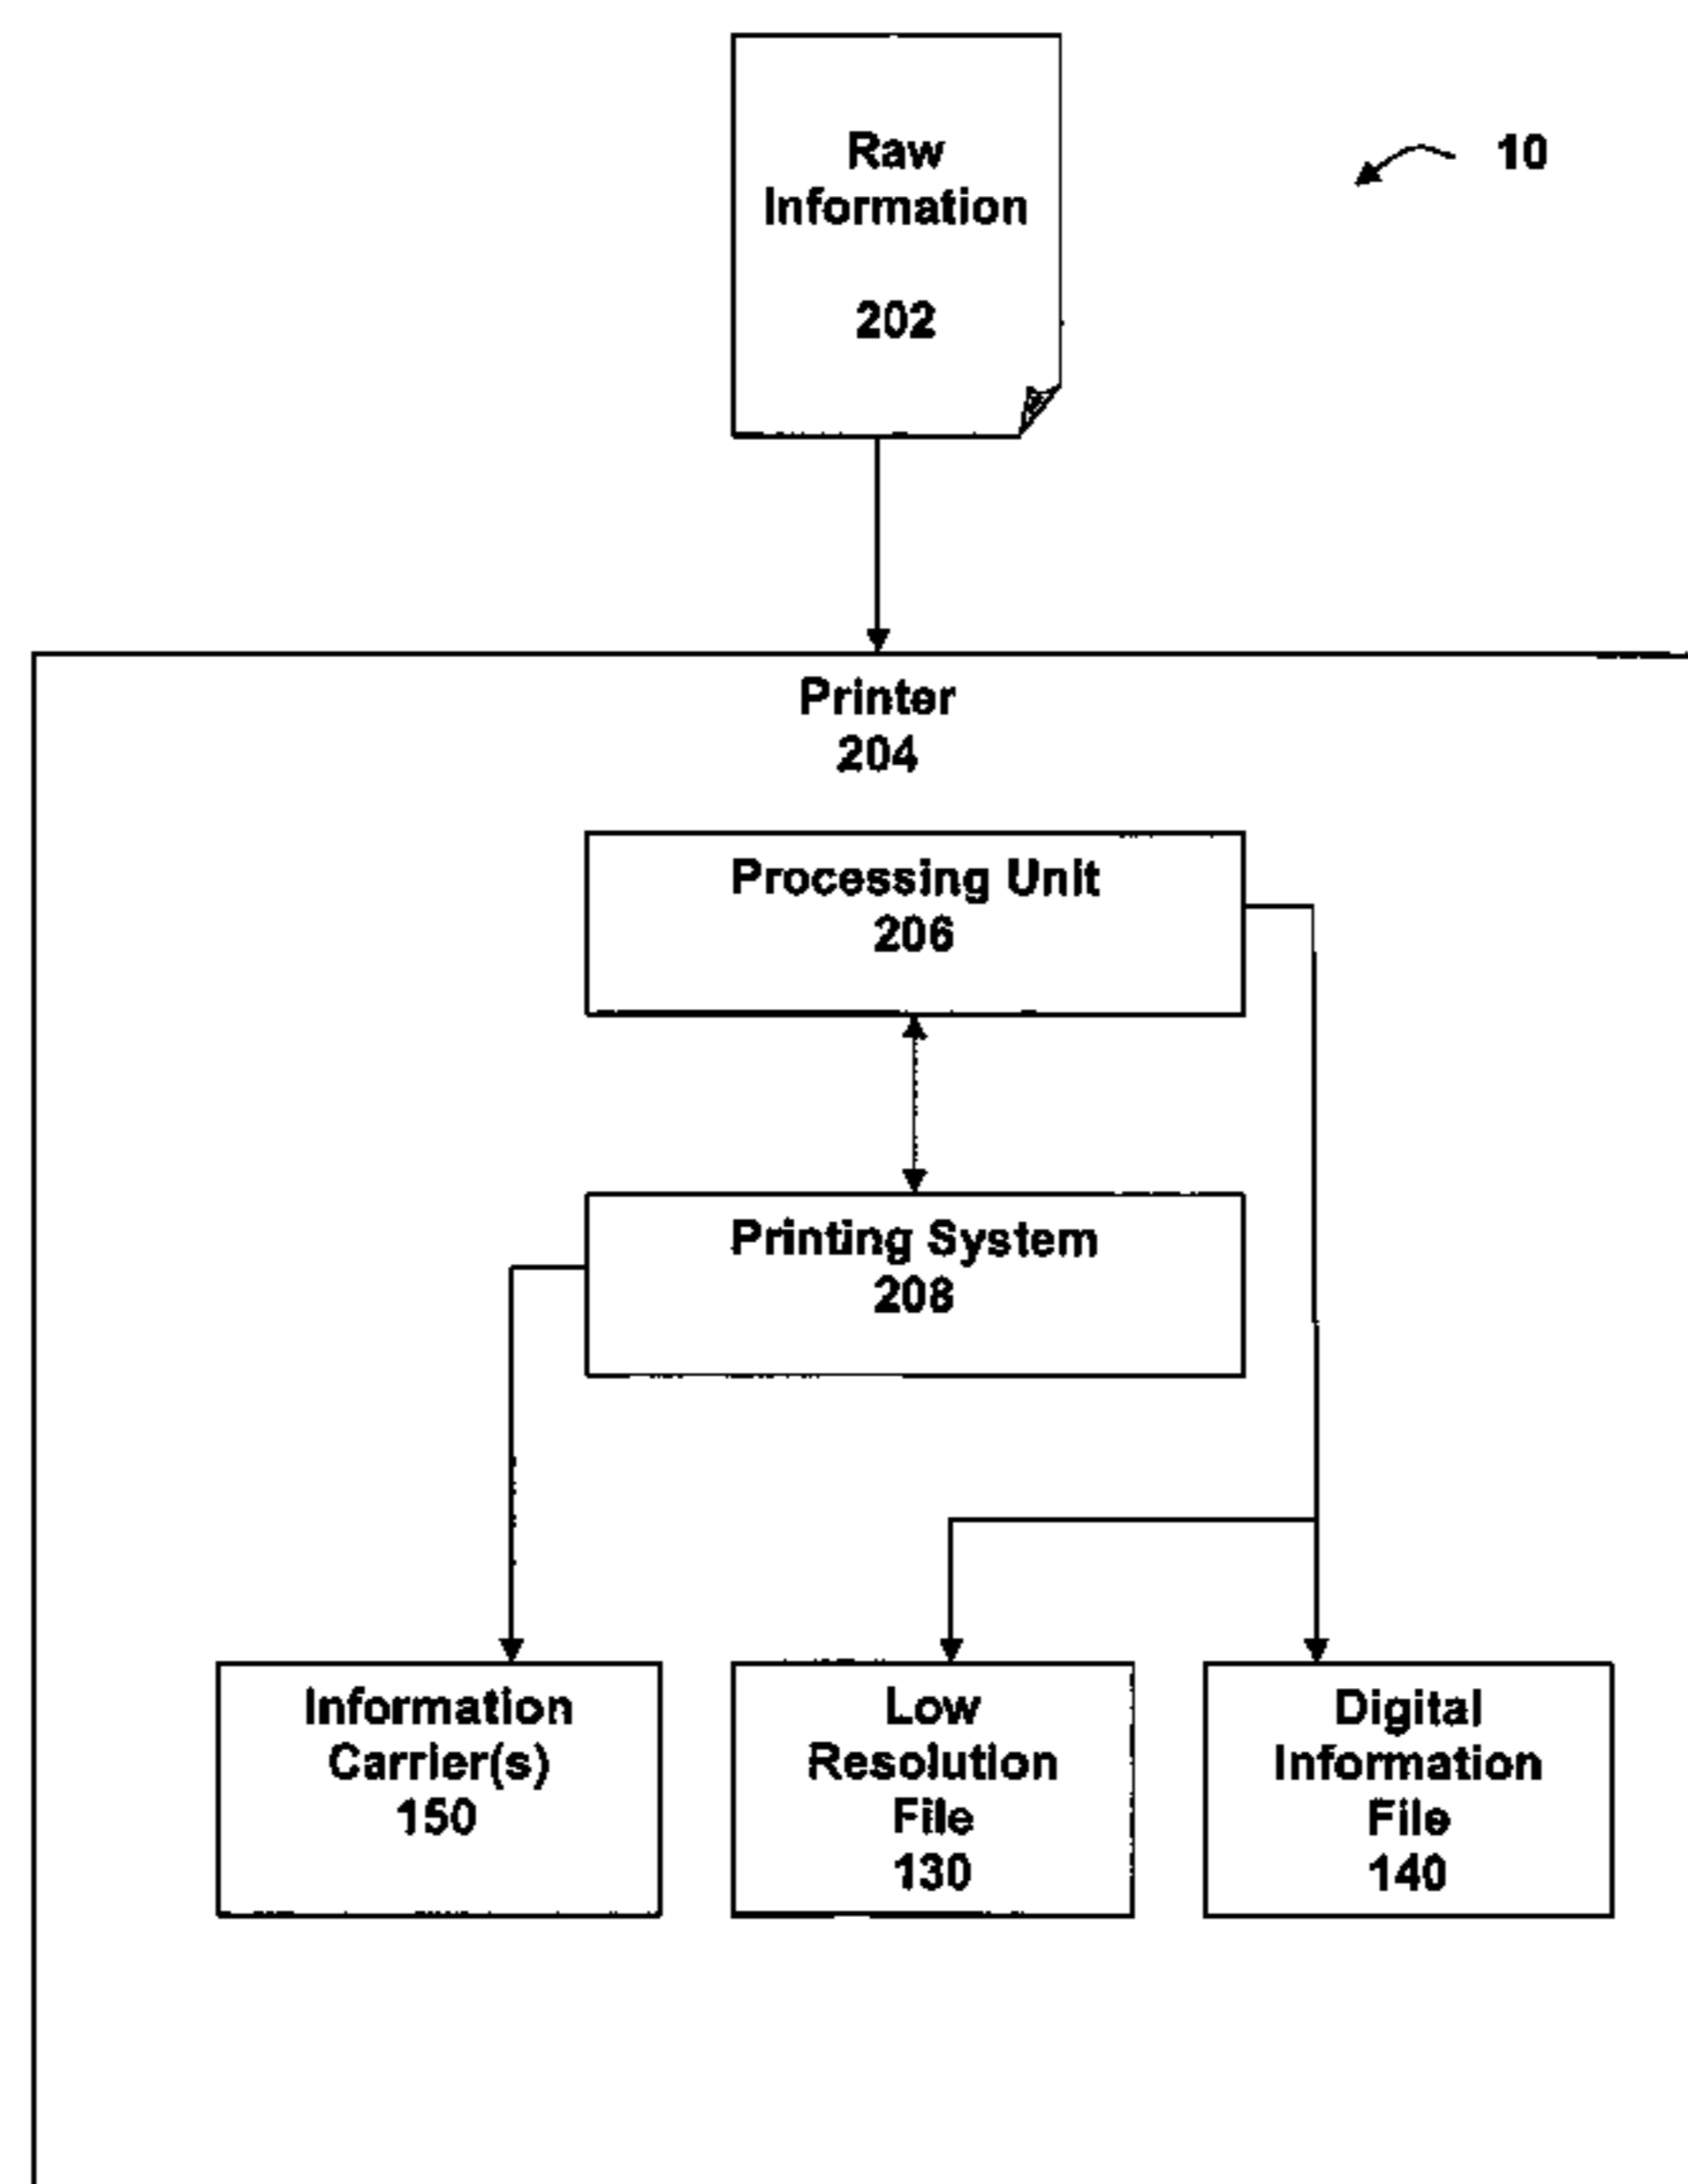 Raw
Information
202
10
Printer
204
Processing Unit
206
Printing System
208
Information
Carrier(s)
150
Low
Resolution
File
130
Digital
Information
File
140